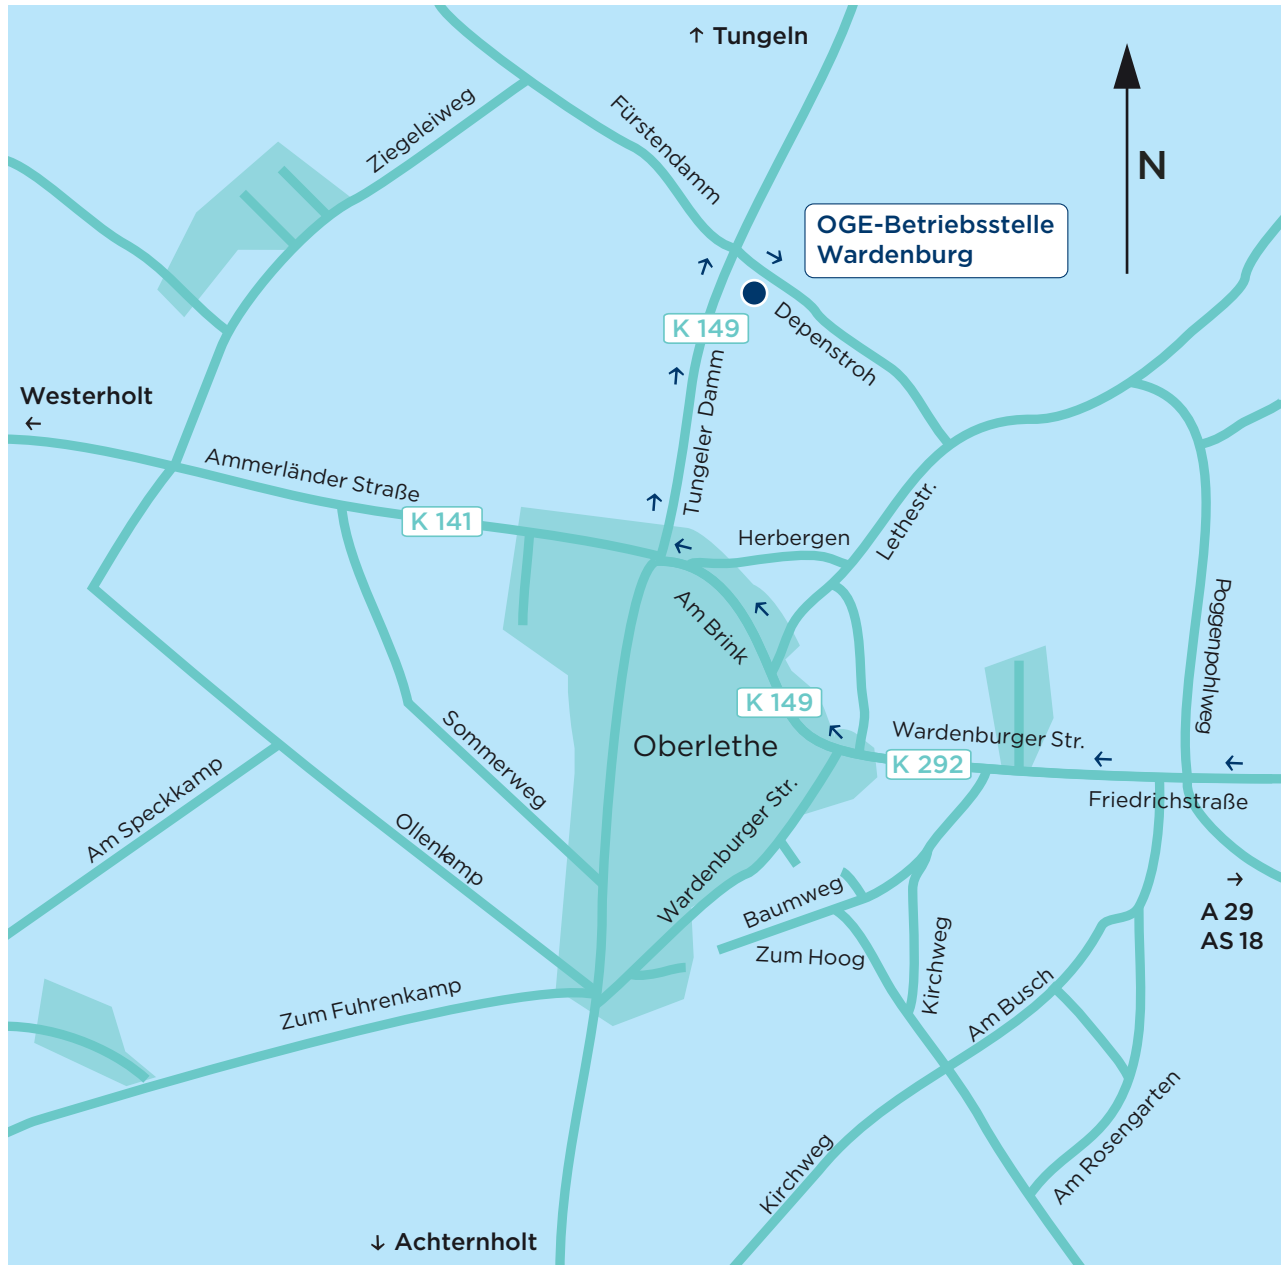 ↑ Tungeln
Fürstendamm
Ziegeleiweg
N
OGE-Betriebsstelle
Wardenburg
K 149
Depenstroh
Tungeler Damm
Westerholt
←
Ammerländer Straße
K 141
Herbergen
Lethestr.
Am Brink
Poggenpohlweg
K 149
Oberlethe
Wardenburger Str.
K 292
Friedrichstraße
Sommerweg
Am Speckkamp
Ollenkamp
Wardenburger Str.
→
A 29
AS 18
Baumweg
Zum Hoog
Kirchweg
Zum Fuhrenkamp
Am Busch
Am Rosengarten
Kirchweg
↓ Achternholt